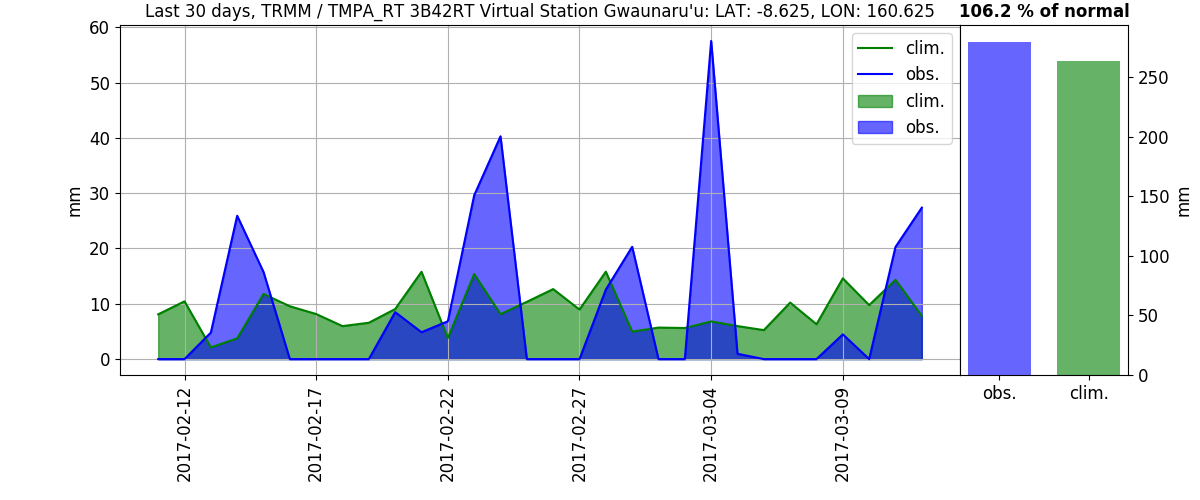 Last 30 days, TRMM / TMPA_RT 3B42RT Virtual Station Gwaunaru'u: LAT: -8.625, LON: 160.625
106.2 % of normal
60
50
40
30
20
10
0
mm
clim.
obs.
clim.
obs.
2017-02-12
2017-02-17
2017-02-22
2017-02-27
2017-03-04
2017-03-09
250
200
150
100
50
0
mm
obs.
clim.